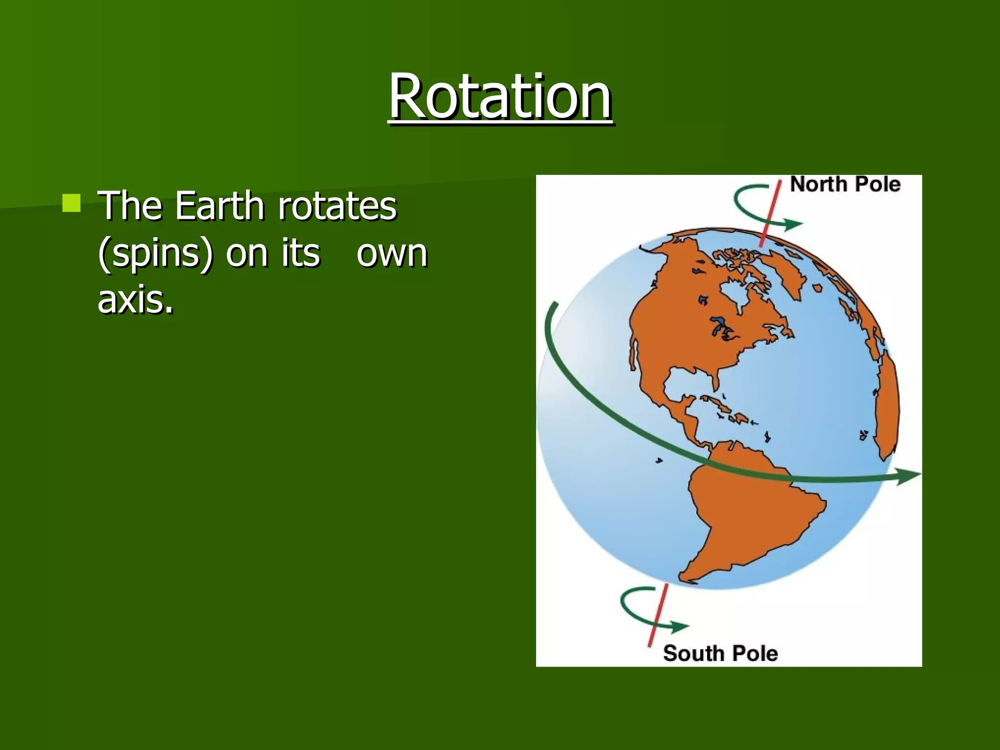 Rotation
The Earth rotates
(spins) on its own
axis.
North Pole
South Pole